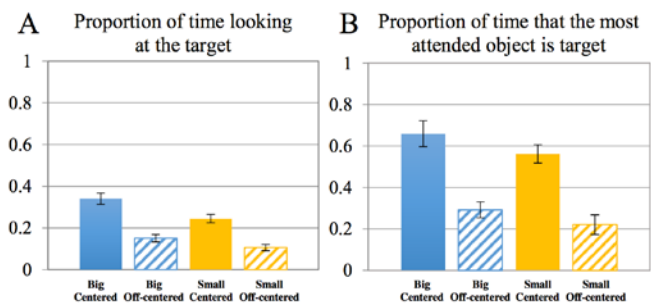 A Proportion of time looking
at the target
1
0.8
0.6
0.4
0.2
0
Big
Centered
Big
Off-centered
Small
Centered
Small
Off-centered
B Proportion of time that the most
attended object is target
1
0.8
0.6
0.4
0.2
0
Big
Centered
Big
Off-centered
Small
Centered
Small
Off-centered